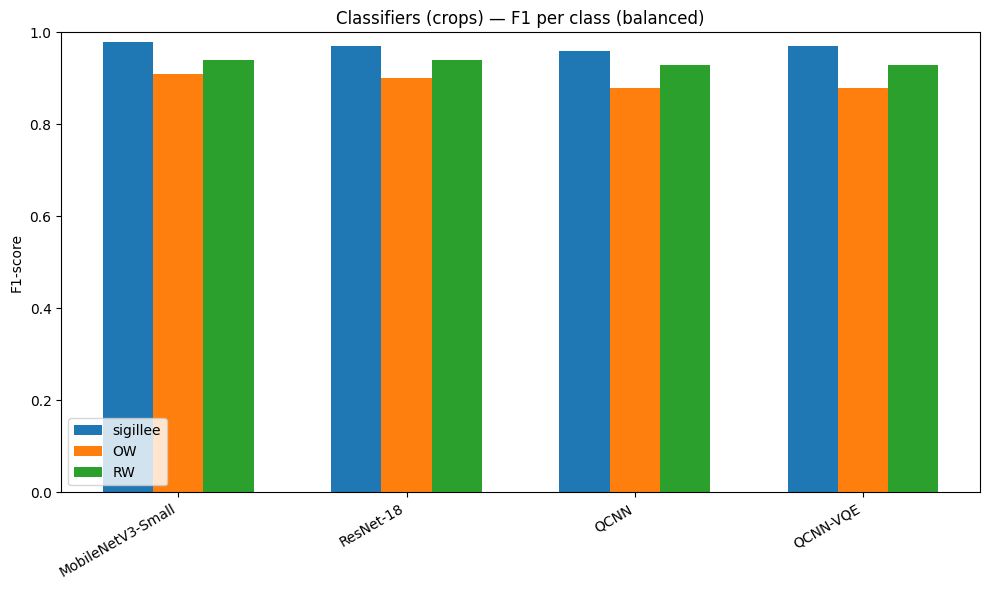 Classifiers (crops) — F1 per class (balanced)
1.0
0.8
0.6
0.4
0.2
0.0
F1-score
sigillee
OW
RW
MobileNetV3-Small
ResNet-18
QCNN
QCNN-VQE